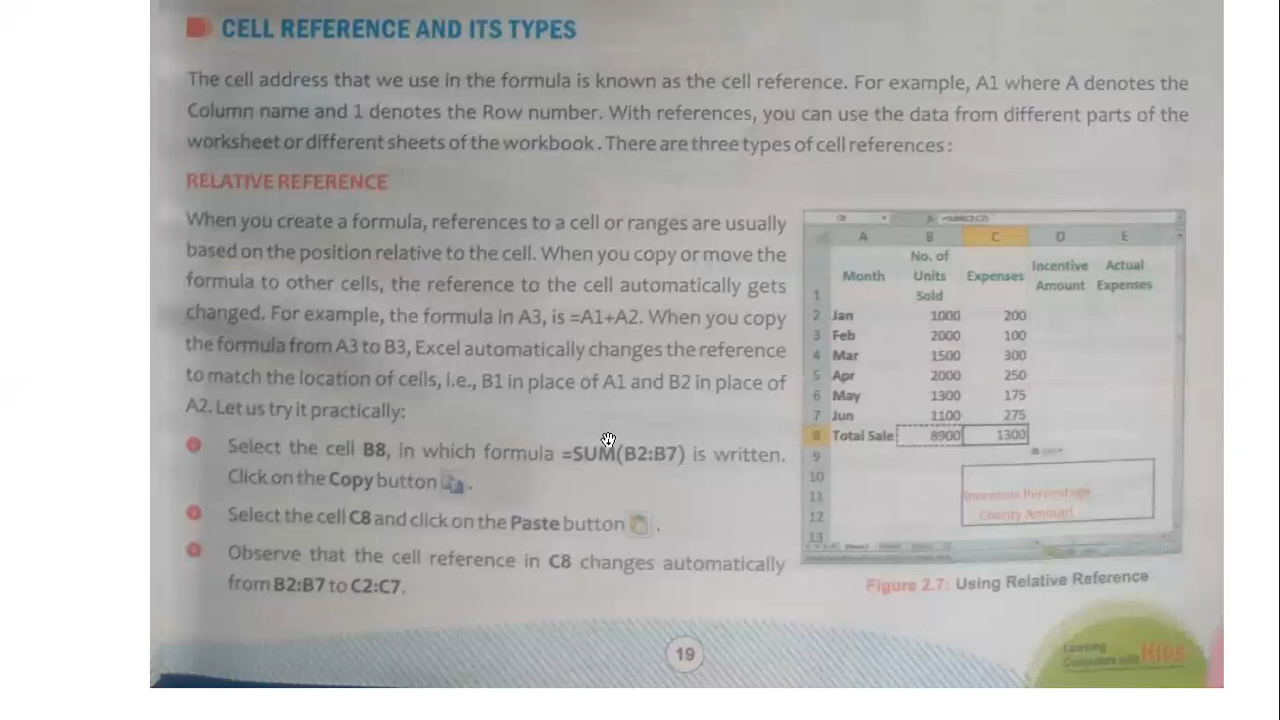 CELL REFERENCE AND ITS TYPES
The cell address that we use in the formula is known as the cell reference. For example, A1 where A denotes the
Column name and 1 denotes the Row number. With references, you can use the data from different parts of the
worksheet or different sheets of the workbook. There are three types of cell references:
RELATIVE REFERENCE
When you create a formula, references to a cell or ranges are usually
based on the position relative to the cell. When you copy or move the
formula to other cells, the reference to the cell automatically gets
changed. For example, the formula in A3, is =A1+A2. When you copy
the formula from A3 to B3, Excel automatically changes the reference
to match the location of cells, i.e., B1 in place of A1 and B2 in place of
A2. Let us try it practically:
Select the cell B8, in which formula =SUM(B2:B7) is written.
Click on the Copy button .
Select the cell C8 and click on the Paste button .
Observe that the cell reference in C8 changes automatically
from B2:B7 to C2:C7.
C8
A B C D E
1 Month No. of Units Sold Expenses Incentive Amount Actual Expenses
2 Jan 1000 200
3 Feb 2000 100
4 Mar 1500 300
5 Apr 2000 250
6 May 1300 175
7 Jun 1100 275
8 Total Sale 8900 1300
9
10
11 Incentive Percentage
12 Charity Amount
13
Figure 2.7: Using Relative Reference
19
Learning
Computers with KIPS